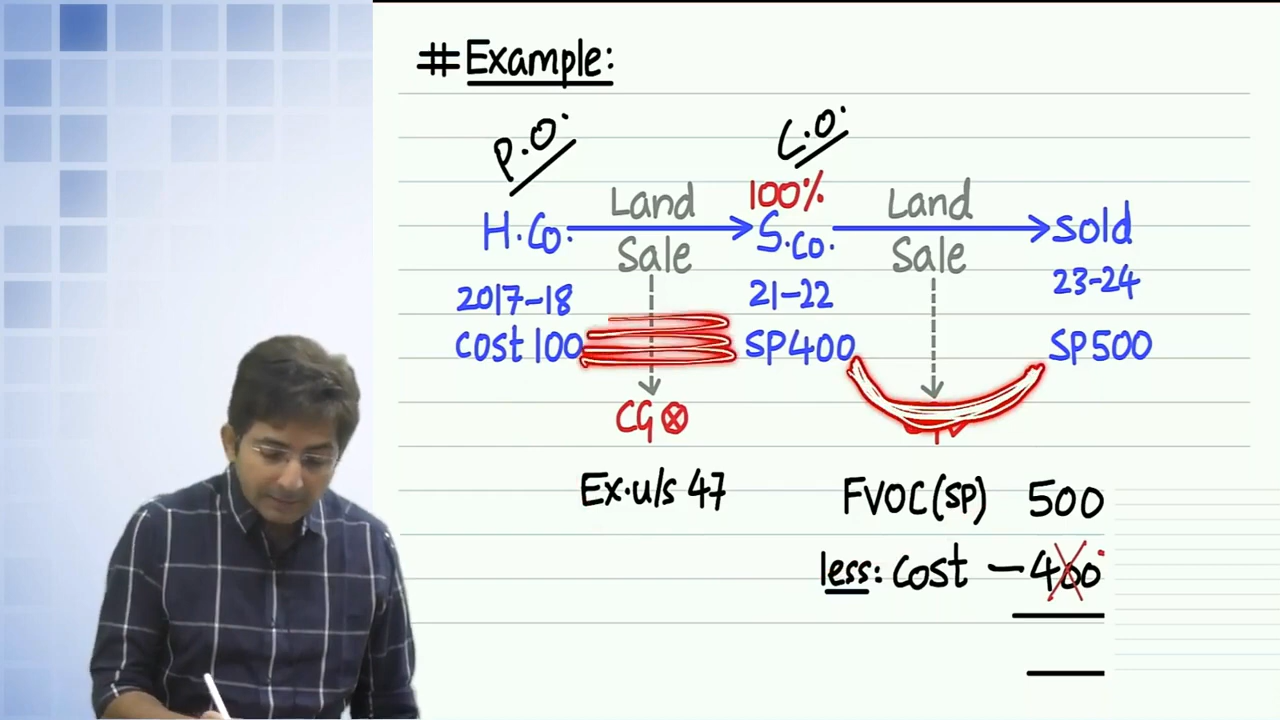 # Example:
P.O. C.O.
100%
Land Land
H.Co. S.Co. Sold
Sale Sale
2017-18 21-22 23-24
Cost 100 SP400 SP500
CG ⊗
Ex.u/s 47 FVOC(SP) 500
less: Cost - 400